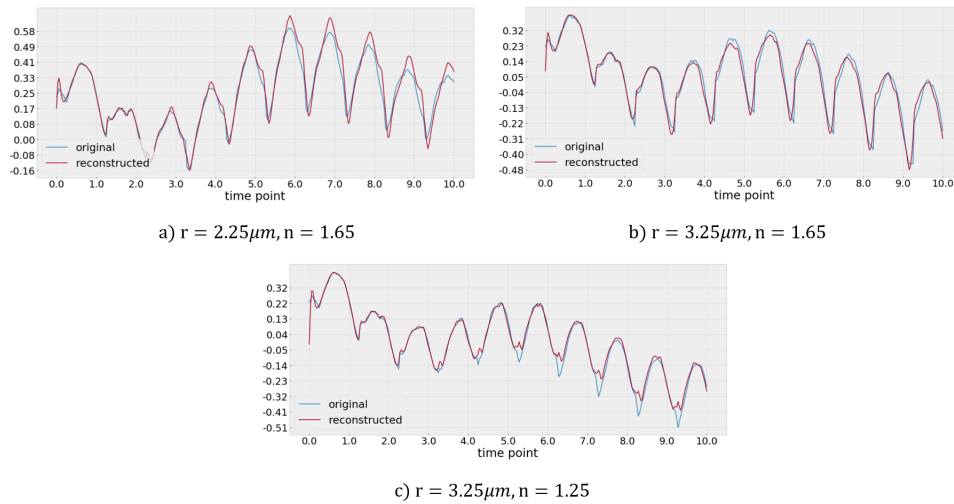 0.58
0.49
0.41
0.33
0.25
0.17
0.00
-0.08
-0.16
original
reconstructed
0.0 1.0 2.0 3.0 4.0 5.0 6.0 7.0 8.0 9.0 10.0
time point
a) r = 2.25μm, n = 1.65
0.32
0.23
0.14
0.05
-0.04
-0.13
-0.22
-0.31
-0.40
-0.48
original
reconstructed
0.0 1.0 2.0 3.0 4.0 5.0 6.0 7.0 8.0 9.0 10.0
time point
b) r = 3.25μm, n = 1.65
0.32
0.23
0.13
0.04
-0.05
-0.14
-0.23
-0.32
-0.41
-0.51
original
reconstructed
0.0 1.0 2.0 3.0 4.0 5.0 6.0 7.0 8.0 9.0 10.0
time point
c) r = 3.25μm, n = 1.25